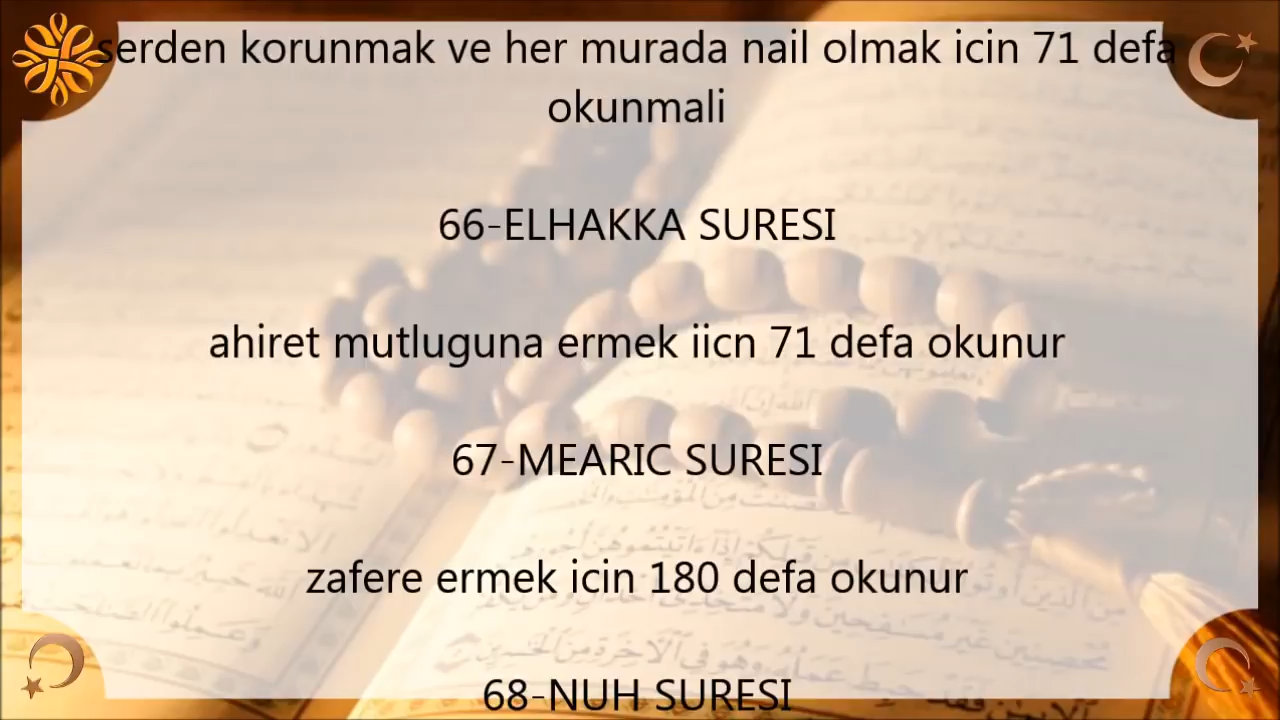 serden korunmak ve her murada nail olmak icin 71 defa
okunmali
66-ELHAKKA SURESI
ahiret mutluguna ermek iicn 71 defa okunur
67-MEARIC SURESI
zafere ermek icin 180 defa okunur
68-NUH SURESI